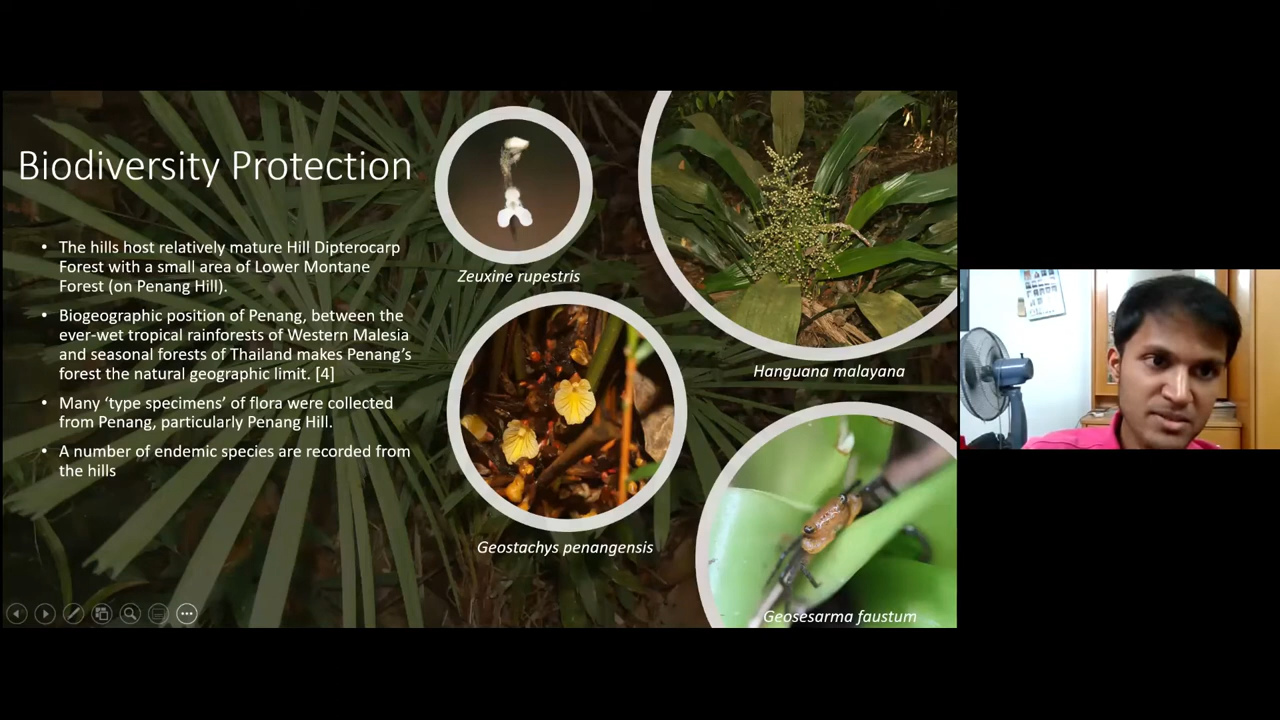 Biodiversity Protection
• The hills host relatively mature Hill Dipterocarp
Forest with a small area of Lower Montane
Forest (on Penang Hill).
• Biogeographic position of Penang, between the
ever-wet tropical rainforests of Western Malesia
and seasonal forests of Thailand makes Penang's
forest the natural geographic limit. [4]
• Many 'type specimens' of flora were collected
from Penang, particularly Penang Hill.
• A number of endemic species are recorded from
the hills
Zeuxine rupestris
Hanguana malayana
Geostachys penangensis
Geosesarma faustum